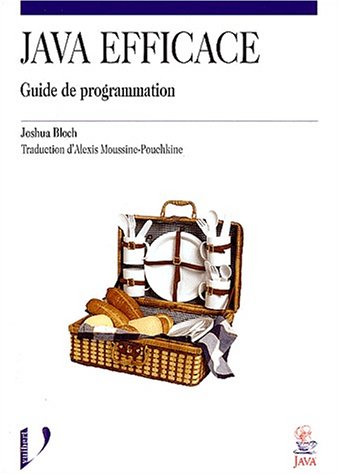 JAVA EFFICACE
Guide de programmation
Joshua Bloch
Traduction d'Alexis Moussine-Pouchkine
Vuibert
JAVA